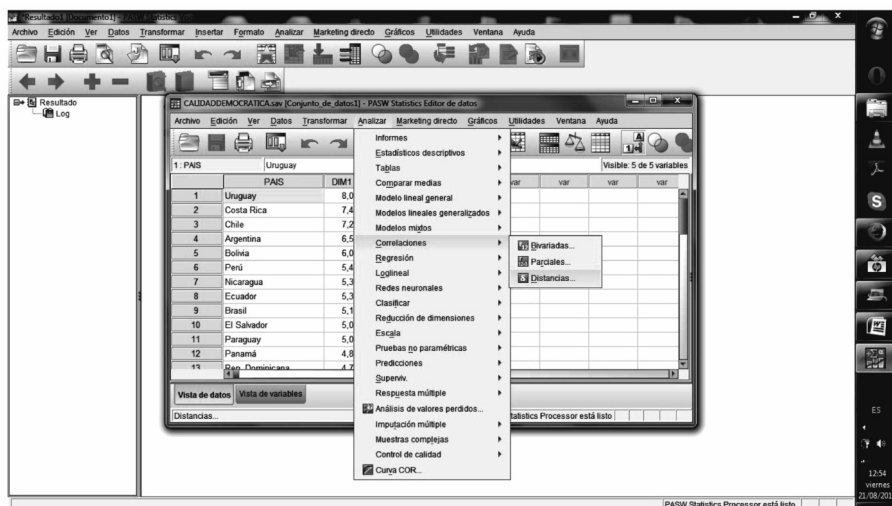 *Resultado1 [Documento1] - PASW Statistics
Archivo Edición Ver Datos Transformar Insertar Formato Analizar Marketing directo Gráficos Utilidades Ventana Ayuda
Resultado
Log
CALIDADDEMOCRATICA.sav [Conjunto_de_datos1] - PASW Statistics Editor de datos
Archivo Edición Ver Datos Transformar Analizar Marketing directo Gráficos Utilidades Ventana Ayuda
1 : PAIS Uruguay Visible: 5 de 5 variables
PAIS DIM1 var var var var
1 Uruguay 8,0
2 Costa Rica 7,4
3 Chile 7,2
4 Argentina 6,5
5 Bolivia 6,0
6 Perú 5,4
7 Nicaragua 5,3
8 Ecuador 5,3
9 Brasil 5,1
10 El Salvador 5,0
11 Paraguay 5,0
12 Panamá 4,8
13 Rep. Dominicana 4,7
Vista de datos Vista de variables
Distancias... Statistics Processor está listo
Informes
Estadísticos descriptivos
Tablas
Comparar medias
Modelo lineal general
Modelos lineales generalizados
Modelos mixtos
Correlaciones
Regresión
Loglineal
Redes neuronales
Clasificar
Reducción de dimensiones
Escala
Pruebas no paramétricas
Predicciones
Superviv.
Respuesta múltiple
Análisis de valores perdidos...
Imputación múltiple
Muestras complejas
Control de calidad
Curva COR...
Bivariadas...
Parciales...
Distancias...
PASW Statistics Processor está listo
ES
12:54
viernes
21/08/201